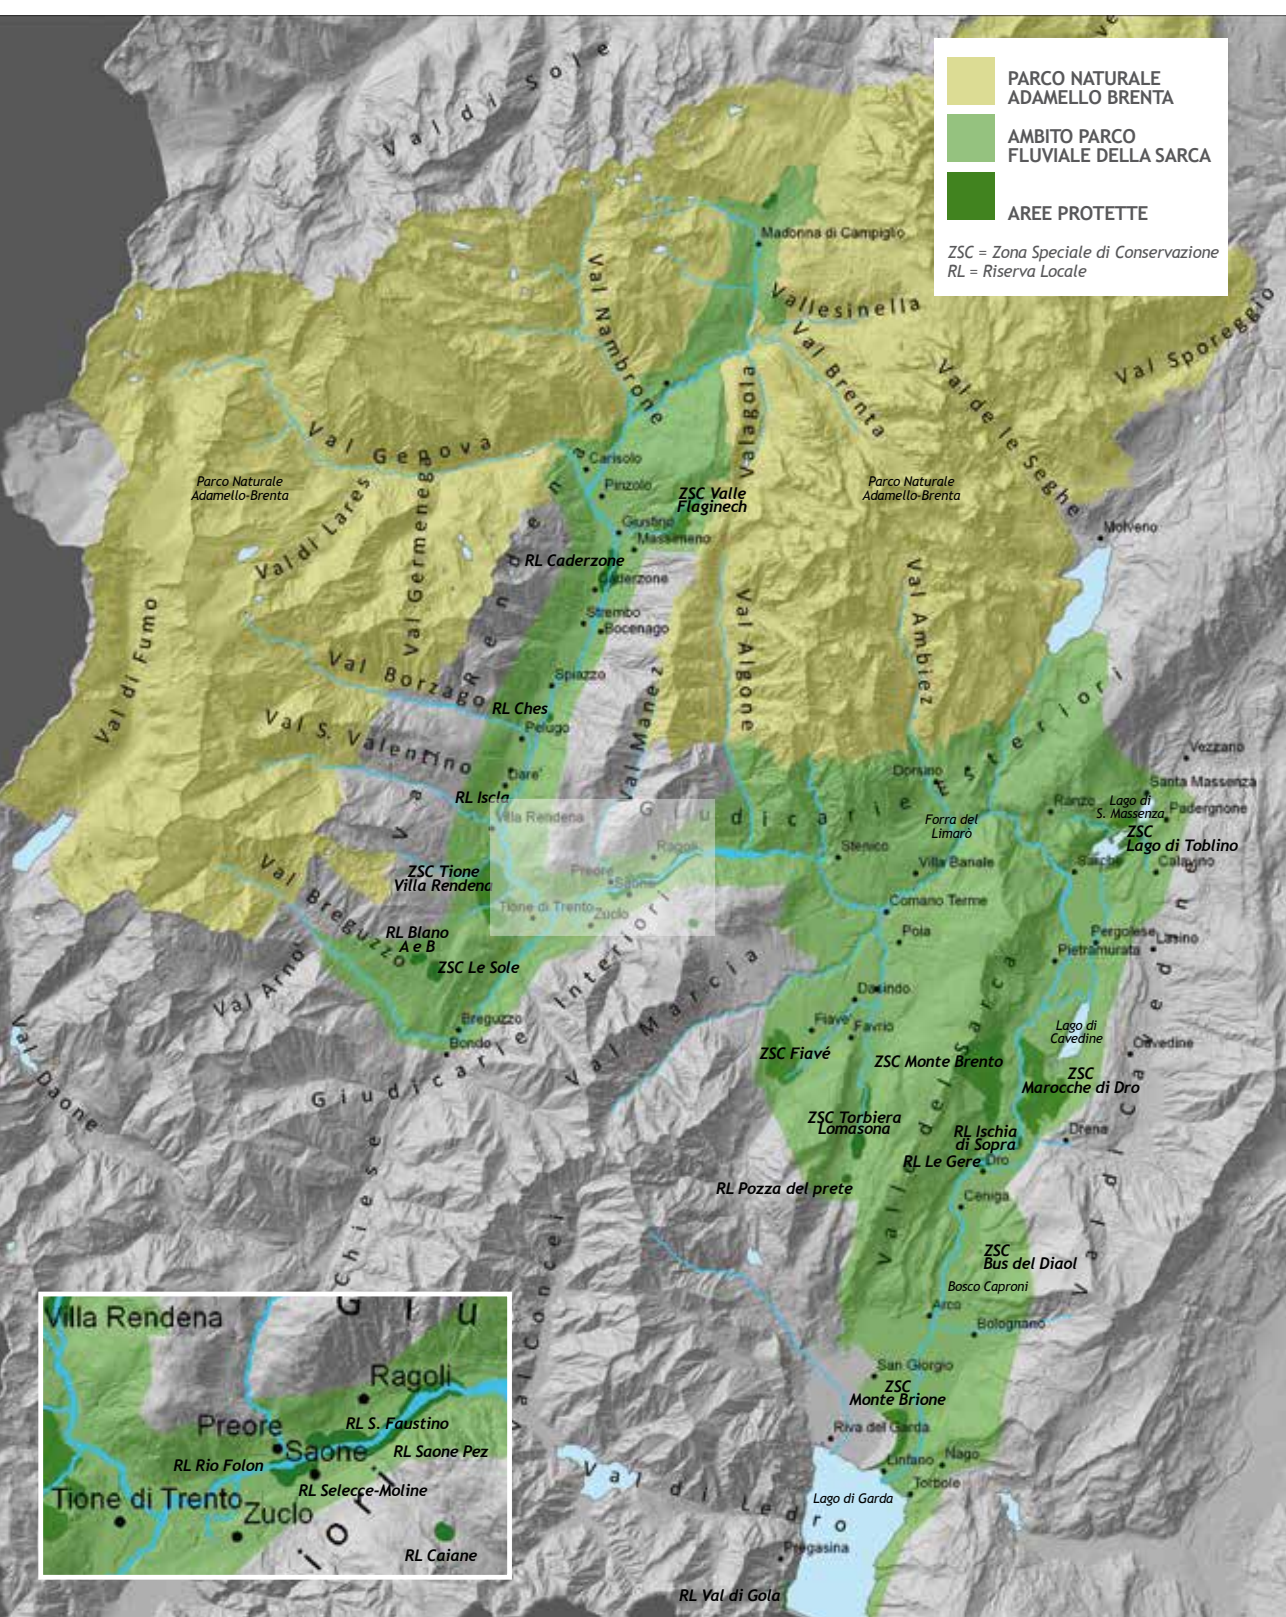 PARCO NATURALE
ADAMELLO BRENTA
AMBITO PARCO
FLUVIALE DELLA SARCA
AREE PROTETTE
ZSC = Zona Speciale di Conservazione
RL = Riserva Locale
Val di Sole
Madonna di Campiglio
Val Nambrone
Vallesinella
Val Brenta
Valagola
Val de le Seghe
Val Sporeggio
Val Genova
Carisolo
Pinzolo
Parco Naturale
Adamello-Brenta
Parco Naturale
Adamello-Brenta
ZSC Valle
Flaginech
Giustino
Massimeno
Molveno
Val di Lares
Val Germenega
RL Caderzone
Caderzone
Strembo
Bocenago
Val di Fumo
Val Borzago
Val Algone
Val Ambiez
Val Manez
Spiazzo
RL Ches
Pelugo
Val S. Valentino
Val Rendena
Dare'
RL Iscla
Villa Rendena
Giudicarie Esteriori
Dorsino
Vezzano
Santa Massenza
Ranzo
Lago di
S. Massenza
Padergnone
Forra del
Limarò
ZSC
Lago di Toblino
Stenico
Ragoli
Preore
Saone
Villa Banale
Sarche
Calavino
ZSC Tione
Villa Rendena
Val Breguzzo
Tione di Trento
Zuclo
Comano Terme
Poia
Pergolese
Lasino
Pietramurata
RL Blano
A e B
ZSC Le Sole
Val Arnò
Giudicarie Interiori
Val Marcia
Dasindo
Breguzzo
Bondo
Fiave'
Favrio
Lago di
Cavedine
Cavedine
Val Daone
ZSC Fiavé
ZSC Monte Brento
ZSC
Marocche di Dro
Valle del Sarca
Val di Cavedine
ZSC Torbiera
Lomasona
RL Ischia
di Sopra
Drena
RL Le Gere
Dro
RL Pozza del prete
Ceniga
Chiese
Val Concei
ZSC
Bus del Diaol
Bosco Caproni
Arco
Bolognano
San Giorgio
ZSC
Monte Brione
Riva del Garda
Linfano
Nago
Torbole
Val di Ledro
Lago di Garda
Pregasina
RL Val di Gola
Villa Rendena
G i u
Ragoli
Preore
RL S. Faustino
Saone
RL Saone Pez
RL Rio Folon
RL Selecce-Moline
Tione di Trento
Zuclo
iori
RL Caiane